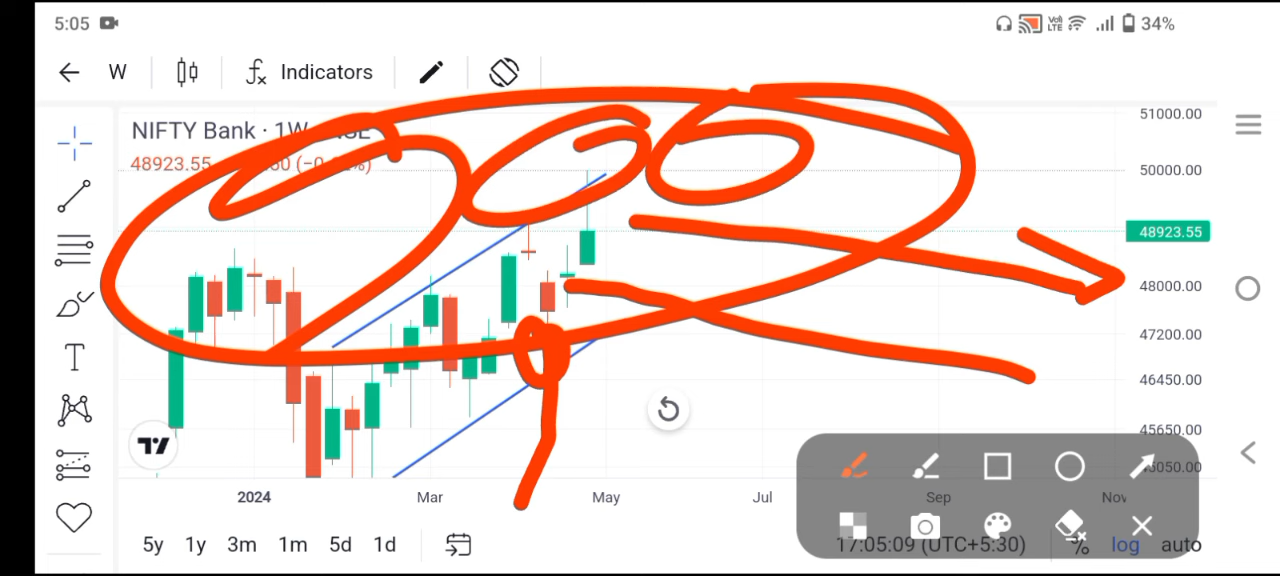 5:05 Vo) LTE 34%
W Indicators
NIFTY Bank · 1W
48923.55
51000.00
50000.00
48923.55
48000.00
47200.00
46450.00
45650.00
2024 Mar May Jul Sep Nov
5y 1y 3m 1m 5d 1d 17:05:09 (UTC+5:30) % log auto